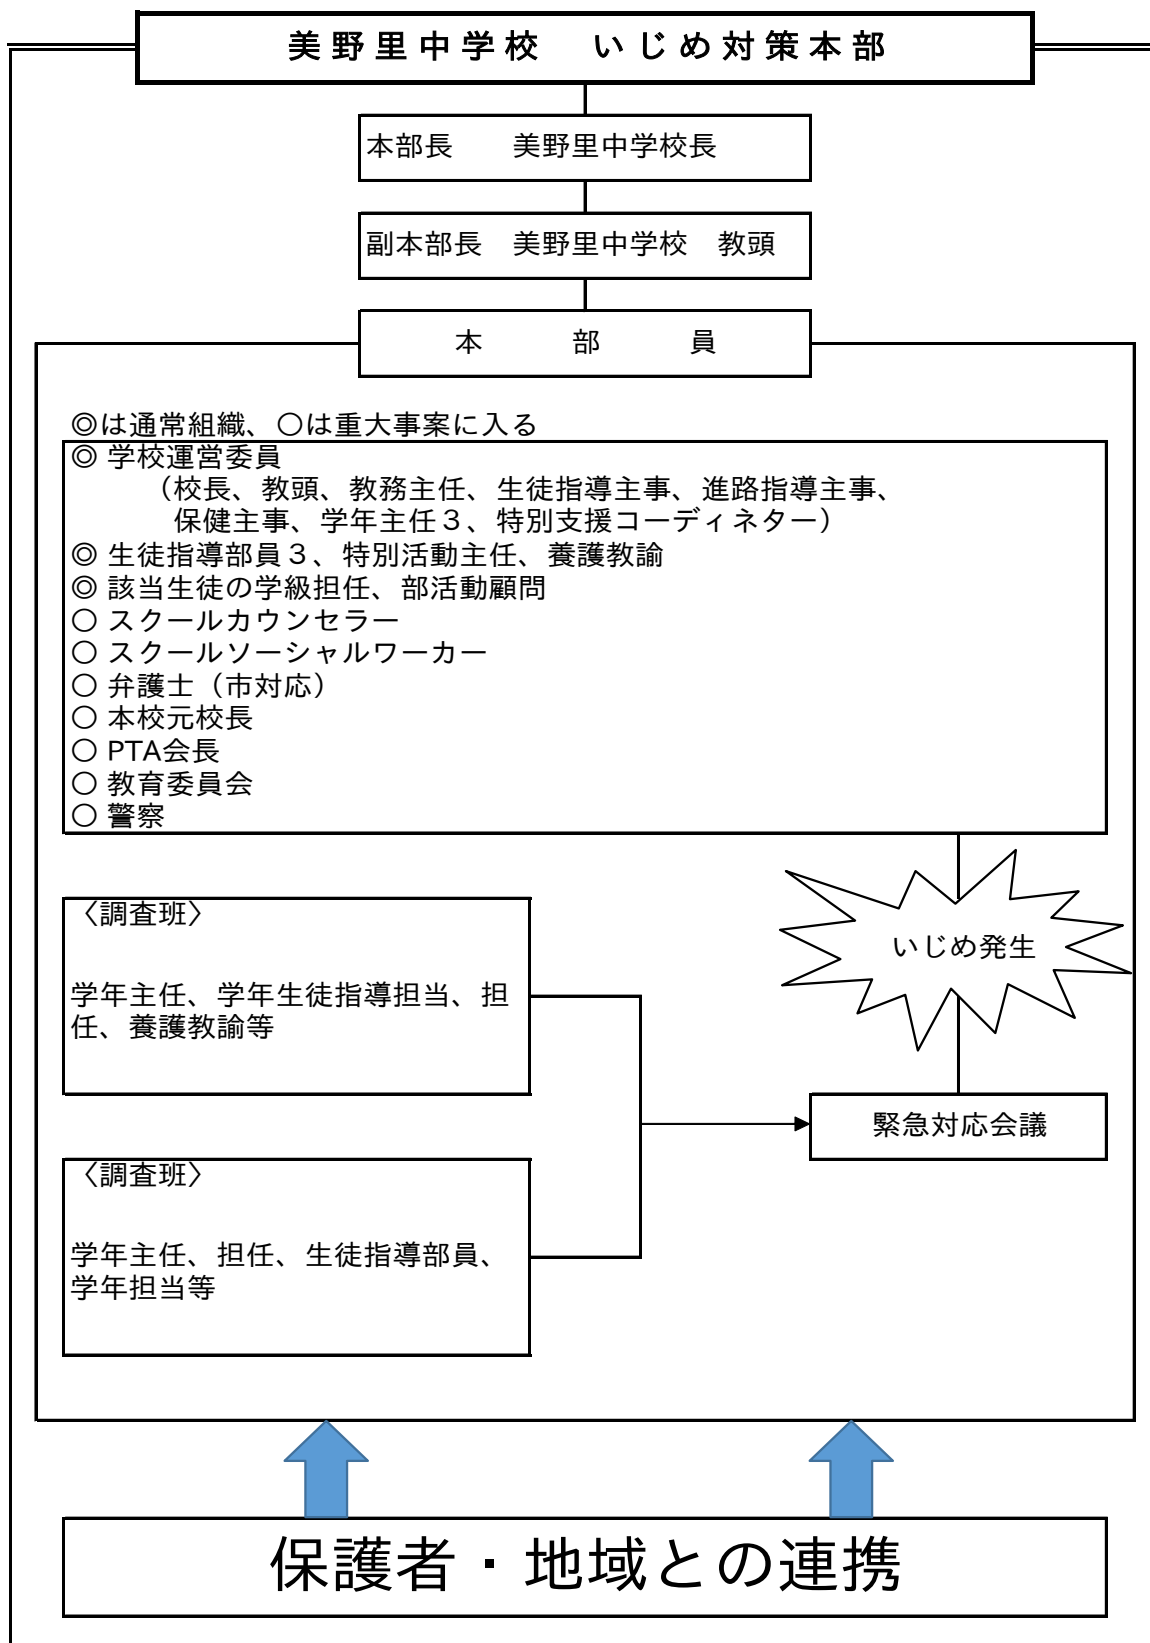 美野里中学校　いじめ対策本部
本部長　　美野里中学校長
副本部長　美野里中学校　教頭
本　　　部　　　員
◎は通常組織、〇は重大事案に入る
◎ 学校運営委員
（校長、教頭、教務主任、生徒指導主事、進路指導主事、
保健主事、学年主任３、特別支援コーディネター）
◎ 生徒指導部員３、特別活動主任、養護教諭
◎ 該当生徒の学級担任、部活動顧問
〇 スクールカウンセラー
〇 スクールソーシャルワーカー
〇 弁護士（市対応）
〇 本校元校長
〇 PTA会長
〇 教育委員会
〇 警察
いじめ発生
〈調査班〉
学年主任、学年生徒指導担当、担
任、養護教諭等
緊急対応会議
〈調査班〉
学年主任、担任、生徒指導部員、
学年担当等
保護者・地域との連携